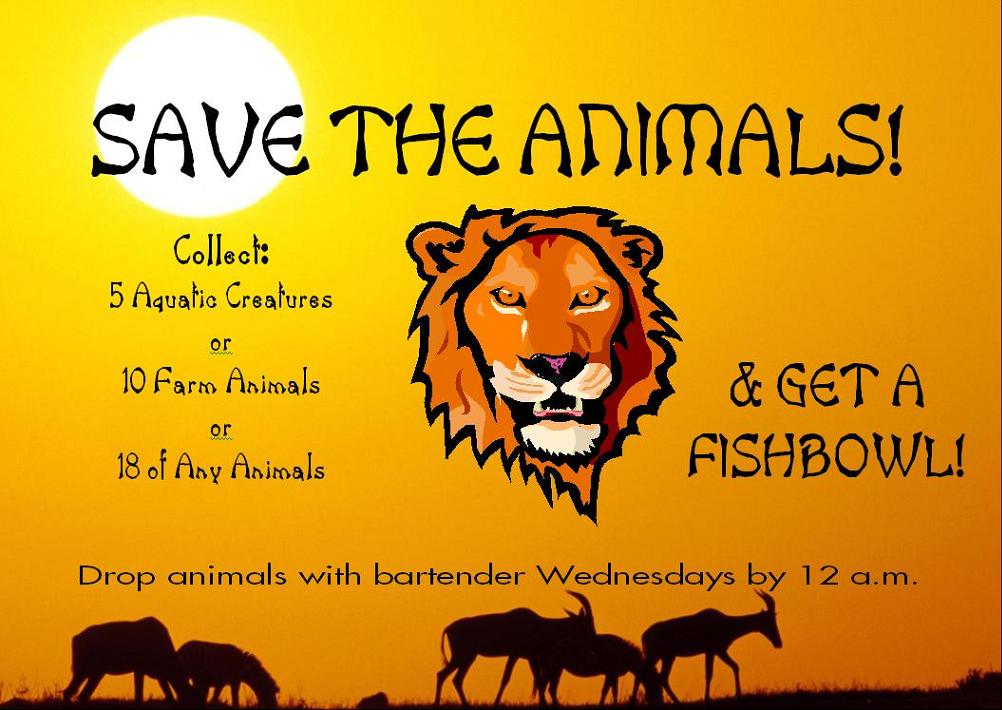 SAVE THE ANIMALS!
Collect:
5 Aquatic Creatures
or
10 Farm Animals
or
18 of Any Animals
& GET A
FISHBOWL!
Drop animals with bartender Wednesdays by 12 a.m.